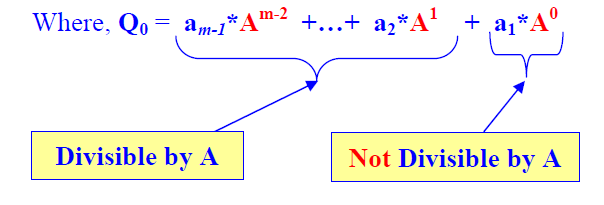 Where, Q₀ = aₘ₋₁*Aᵐ⁻² +...+ a₂*A¹ + a₁*A⁰
Divisible by A
Not Divisible by A